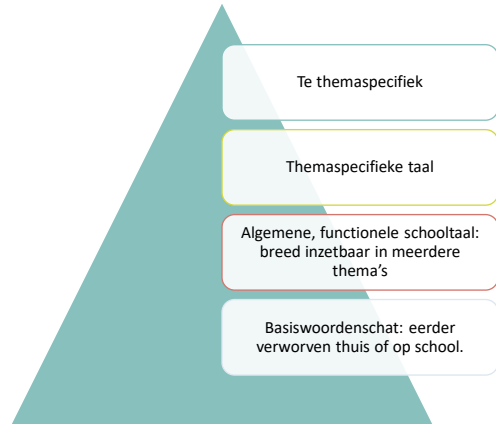 Te themaspecifiek
Themaspecifieke taal
Algemene, functionele schooltaal:
breed inzetbaar in meerdere
thema’s
Basiswoordenschat: eerder
verworven thuis of op school.